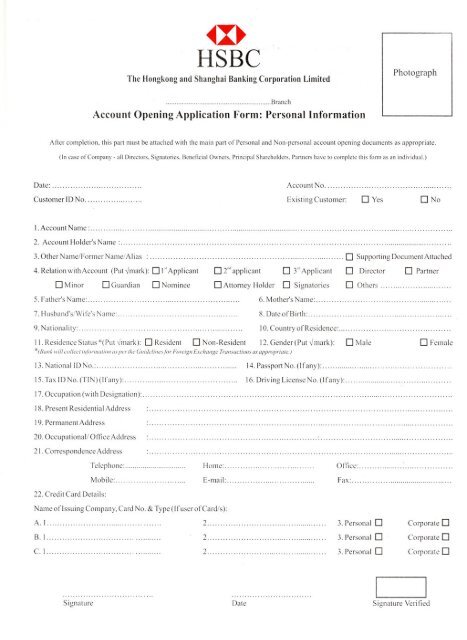 HSBC
The Hongkong and Shanghai Banking Corporation Limited
Photograph
.......................................................... Branch
Account Opening Application Form: Personal Information
After completion, this part must be attached with the main part of Personal and Non-personal account opening documents as appropriate.
(In case of Company - all Directors, Signatories, Beneficial Owners, Principal Shareholders, Partners have to complete this form as an individual.)
Date: ................................... Account No. ...............................................
Customer ID No. ...................... Existing Customer: ☐ Yes ☐ No
1. Account Name : ..........................................................................................
2. Account Holder's Name : ..........................................................................................
3. Other Name/Former Name/Alias : ........................................................... ☐ Supporting Document Attached
4. Relation with Account (Put √mark): ☐ 1st Applicant ☐ 2nd applicant ☐ 3rd Applicant ☐ Director ☐ Partner
☐ Minor ☐ Guardian ☐ Nominee ☐ Attorney Holder ☐ Signatories ☐ Others ............................
5. Father's Name: ............................................. 6. Mother's Name: .............................................
7. Husband's/Wife's Name: ............................................. 8. Date of Birth: .............................................
9. Nationality: ............................................. 10. Country of Residence: .............................................
11. Residence Status *(Put √mark): ☐ Resident ☐ Non-Resident 12. Gender (Put √mark): ☐ Male ☐ Female
*(Bank will collect information as per the Guidelines for Foreign Exchange Transactions as appropriate.)
13. National ID No.: ............................................. 14. Passport No. (If any): .............................................
15. Tax ID No. (TIN) (If any): ............................................. 16. Driving License No. (If any): .............................................
17. Occupation (with Designation): ..........................................................................................
18. Present Residential Address : ..........................................................................................
19. Permanent Address : ..........................................................................................
20. Occupational/ Office Address : ..........................................................................................
21. Correspondence Address : ..........................................................................................
Telephone: ........................... Home: ................................... Office: ...................................
Mobile: ........................... E-mail: ................................... Fax: ...................................
22. Credit Card Details:
Name of Issuing Company, Card No. & Type (If user of Card/s):
A. 1 ............................................. 2 ............................................. 3. Personal ☐ Corporate ☐
B. 1 ............................................. 2 ............................................. 3. Personal ☐ Corporate ☐
C. 1 ............................................. 2 ............................................. 3. Personal ☐ Corporate ☐
Signature Date Signature Verified